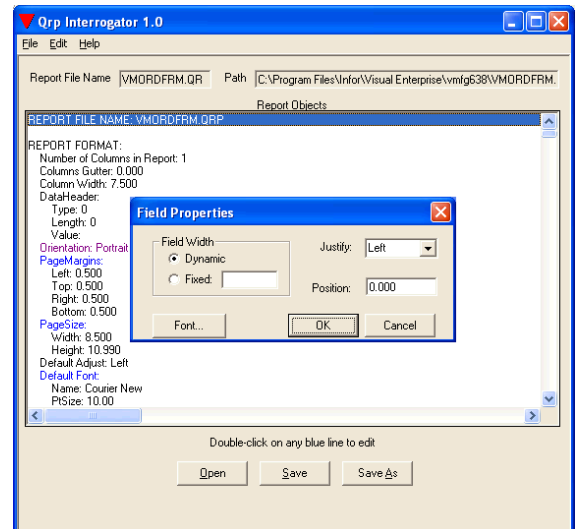 Qrp Interrogator 1.0
File Edit Help
Report File Name VMORDFRM.QR Path C:\Program Files\Infor\Visual Enterprise\vmfg638\VMORDFRM.
Report Objects
REPORT FILE NAME: VMORDFRM.QRP
REPORT FORMAT:
Number of Columns in Report: 1
Columns Gutter: 0.000
Column Width: 7.500
DataHeader:
Type: 0
Length: 0
Value:
Orientation: Portrait
PageMargins:
Left: 0.500
Top: 0.500
Right: 0.500
Bottom: 0.500
PageSize:
Width: 8.500
Height: 10.990
Default Adjust: Left
Default Font:
Name: Courier New
PtSize: 10.00
Field Properties
Field Width
Dynamic
Fixed:
Justify: Left
Position: 0.000
Font... OK Cancel
Double-click on any blue line to edit
Open Save Save As